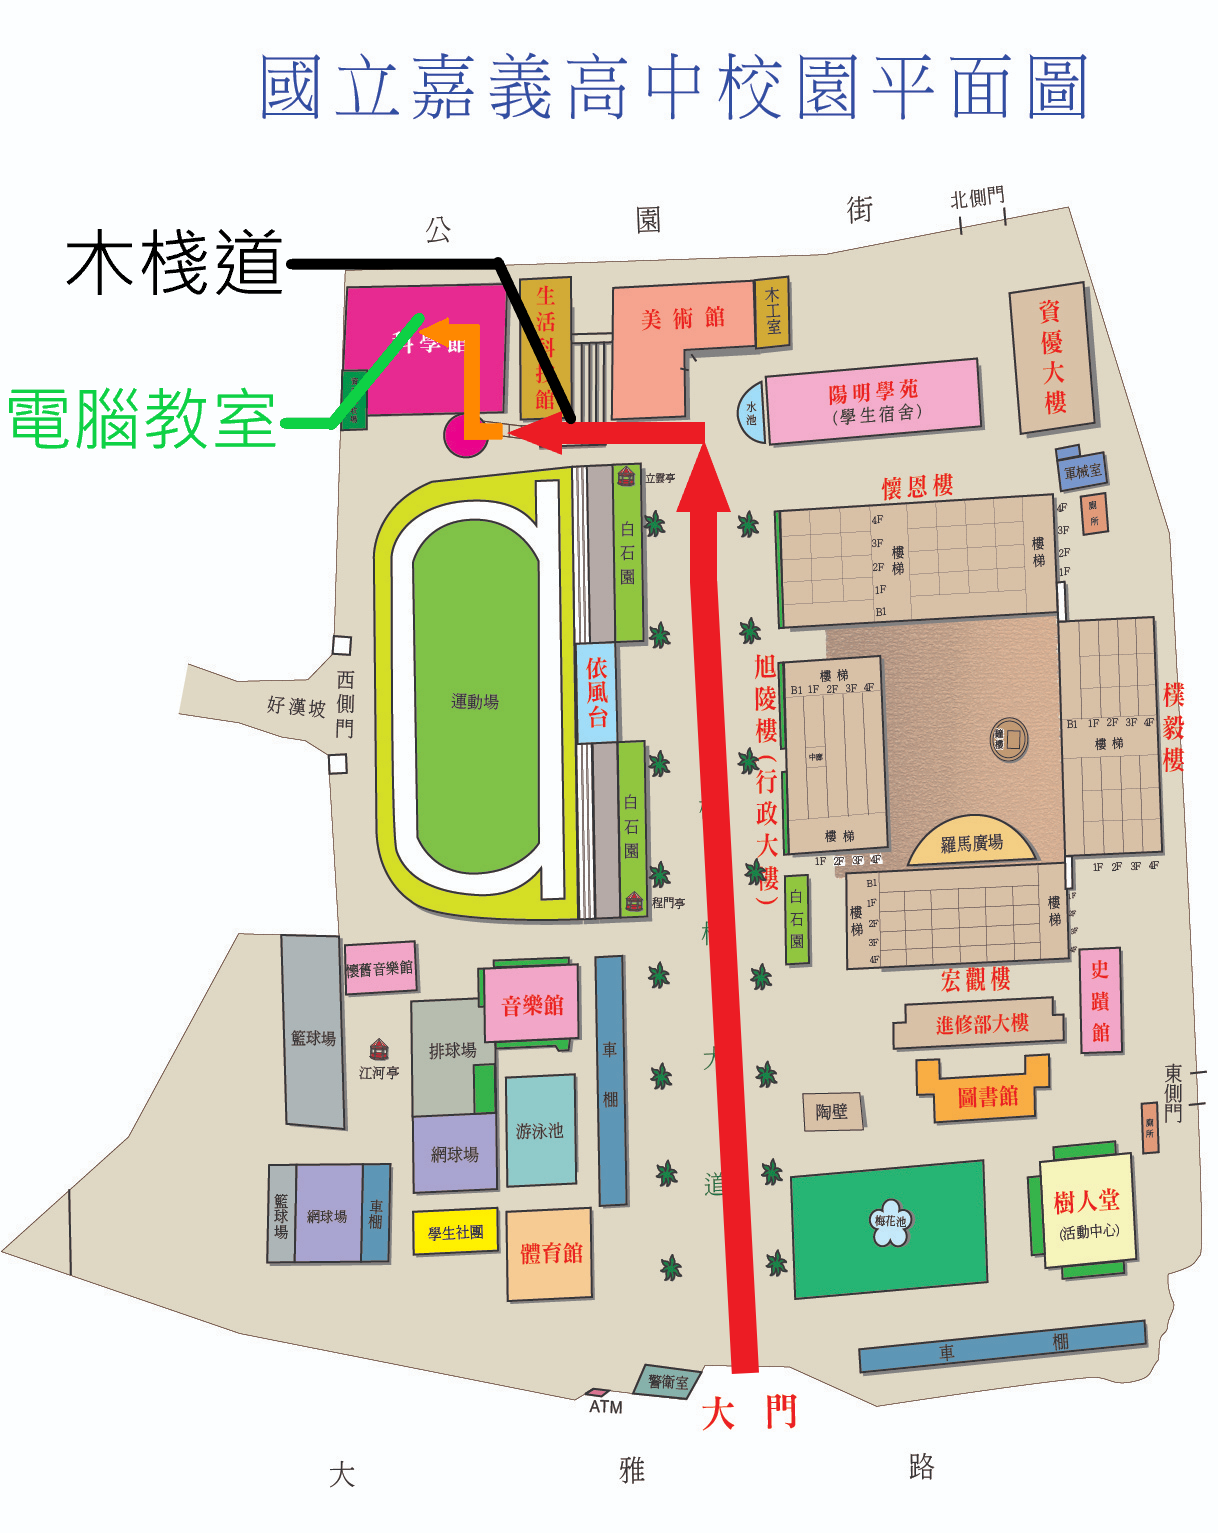 國立嘉義高中校園平面圖
公園街
北側門
木棧道
電腦教室
科學館
生活科技館
美術館
木工室
資優大樓
水池
陽明學苑
(學生宿舍)
軍械室
廁所
懷恩樓
4F
3F
2F
1F
B1
樓梯
樓梯
4F
3F
2F
1F
立雪亭
白石園
依風台
運動場
西側門
好漢坡
白石園
程門亭
旭陵樓(行政大樓)
樓梯
B1 1F 2F 3F 4F
中廊
樓梯
1F 2F 3F 4F
鐘樓
羅馬廣場
樸毅樓
B1 1F 2F 3F 4F
樓梯
1F 2F 3F 4F
白石園
B1
1F
2F
3F
4F
樓梯
樓梯
宏觀樓
進修部大樓
史蹟館
圖書館
陶壁
東側門
廁所
樹人堂
(活動中心)
梅花池
車棚
籃球場
懷舊音樂館
江河亭
排球場
音樂館
車棚
網球場
游泳池
籃球場
網球場
車棚
學生社團
體育館
大道
警衛室
ATM
大門
大雅路